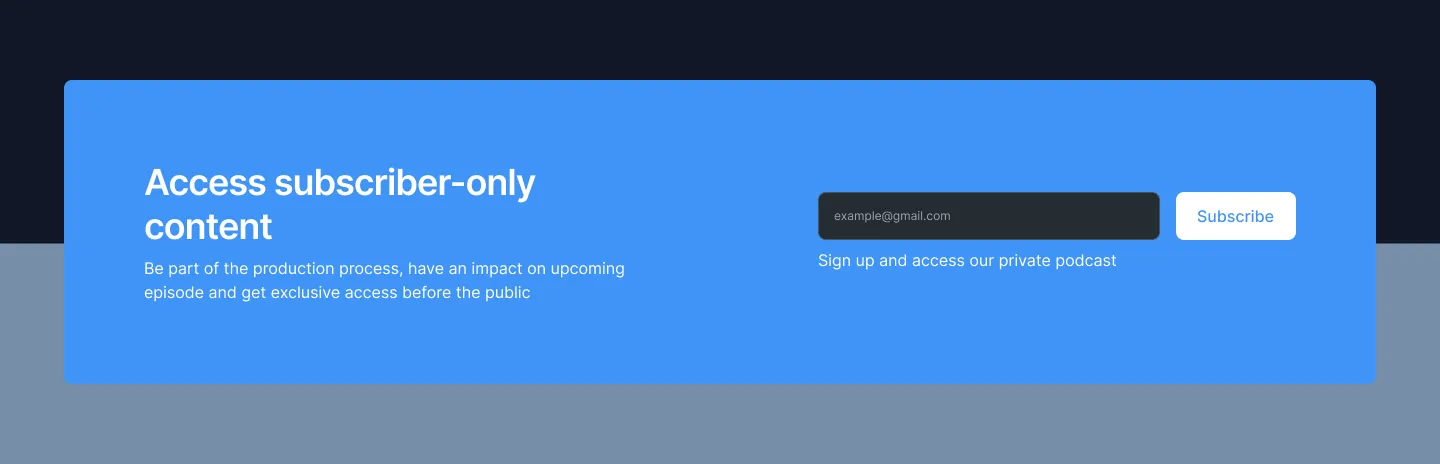 Access subscriber-only
content
Be part of the production process, have an impact on upcoming
episode and get exclusive access before the public
example@gmail.com
Subscribe
Sign up and access our private podcast